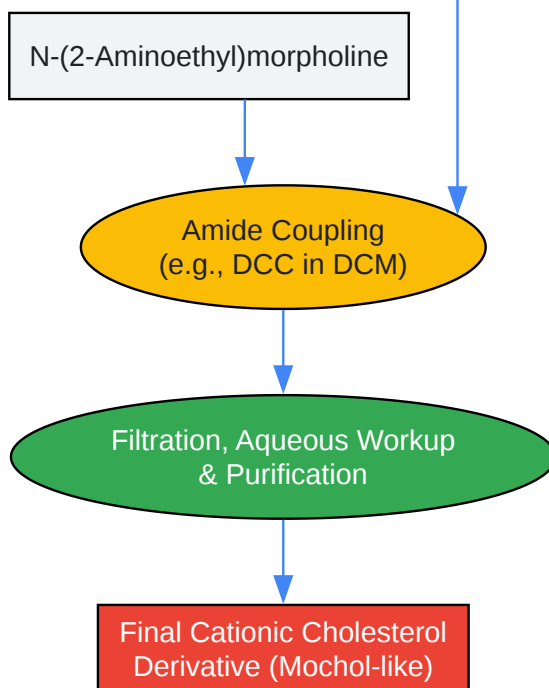 N-(2-Aminoethyl)morpholine
Amide Coupling
(e.g., DCC in DCM)
Filtration, Aqueous Workup
& Purification
Final Cationic Cholesterol
Derivative (Mochol-like)